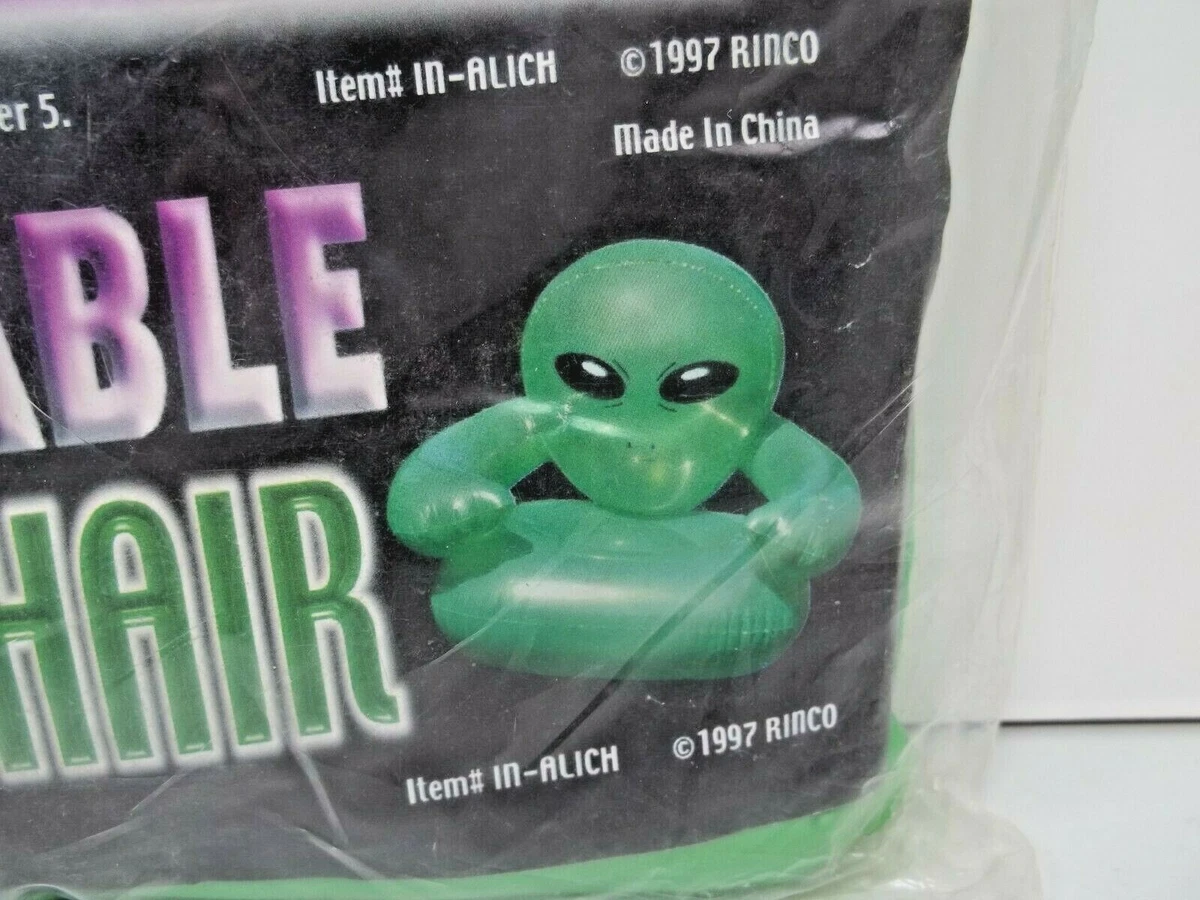 Item# IN-ALICH ©1997 RINCO
er 5.
Made In China
ABLE
HAIR
Item# IN-ALICH ©1997 RINCO